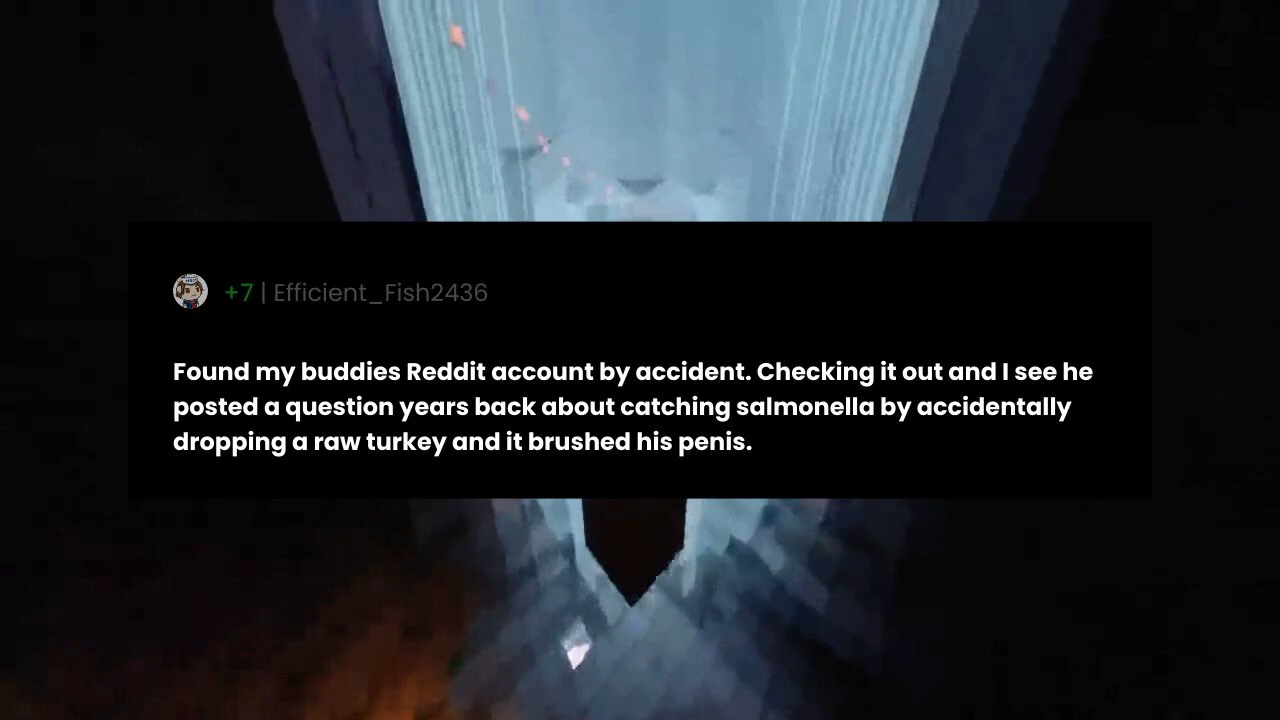 +7 | Efficient_Fish2436
Found my buddies Reddit account by accident. Checking it out and I see he
posted a question years back about catching salmonella by accidentally
dropping a raw turkey and it brushed his penis.